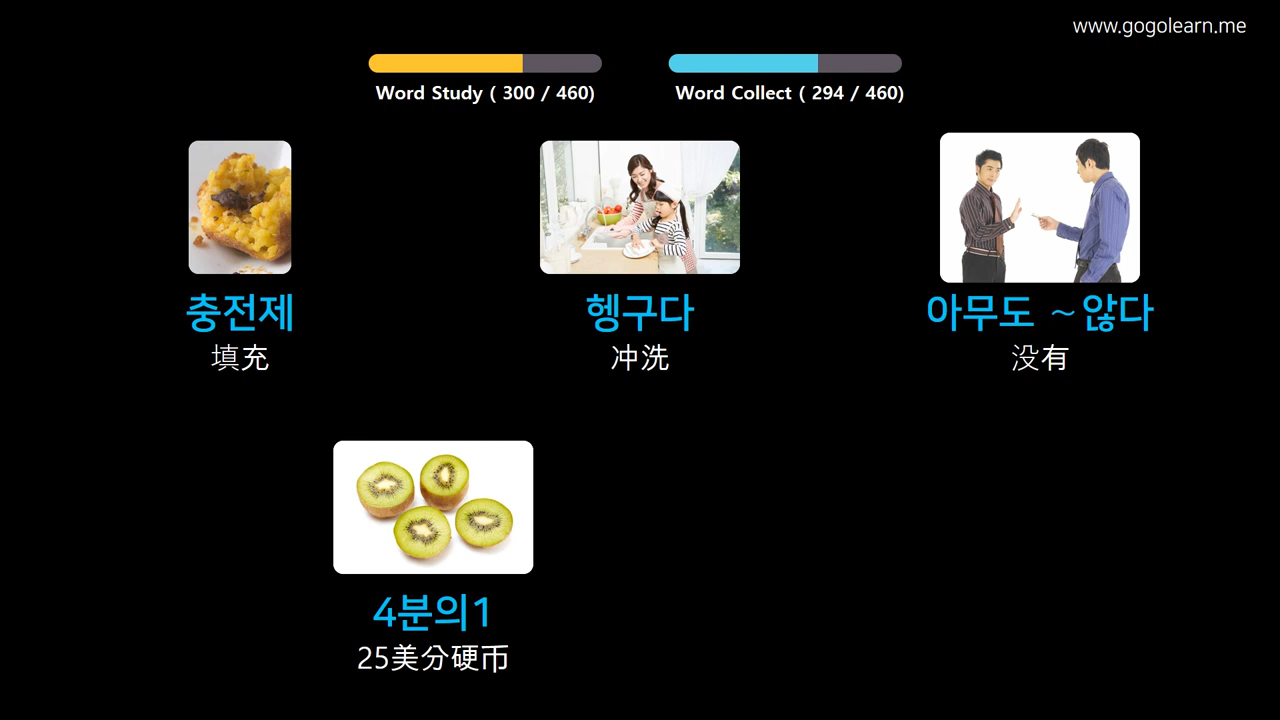 www.gogolearn.me
Word Study ( 300 / 460)
Word Collect ( 294 / 460)
충전제
填充
헹구다
冲洗
아무도 ~않다
没有
4분의1
25美分硬币